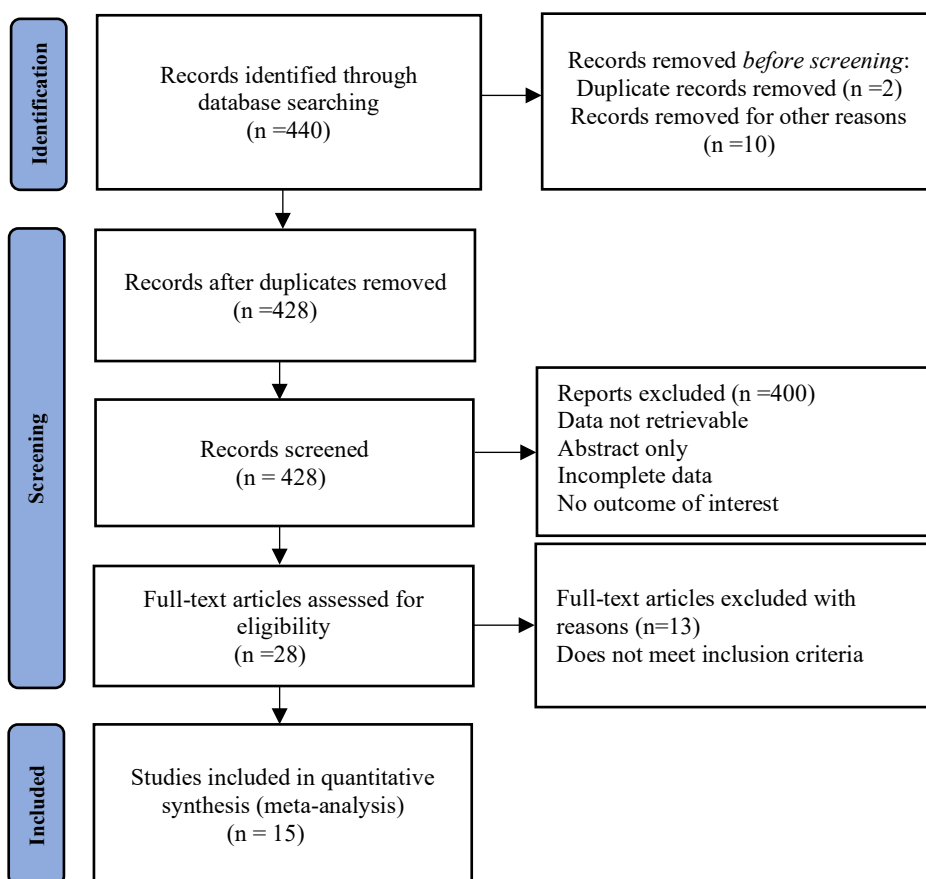 Identification
Records identified through
database searching
(n =440)
Records removed before screening:
Duplicate records removed (n =2)
Records removed for other reasons
(n =10)
Screening
Records after duplicates removed
(n =428)
Records screened
(n = 428)
Reports excluded (n =400)
Data not retrievable
Abstract only
Incomplete data
No outcome of interest
Full-text articles assessed for
eligibility
(n =28)
Full-text articles excluded with
reasons (n=13)
Does not meet inclusion criteria
Included
Studies included in quantitative
synthesis (meta-analysis)
(n = 15)